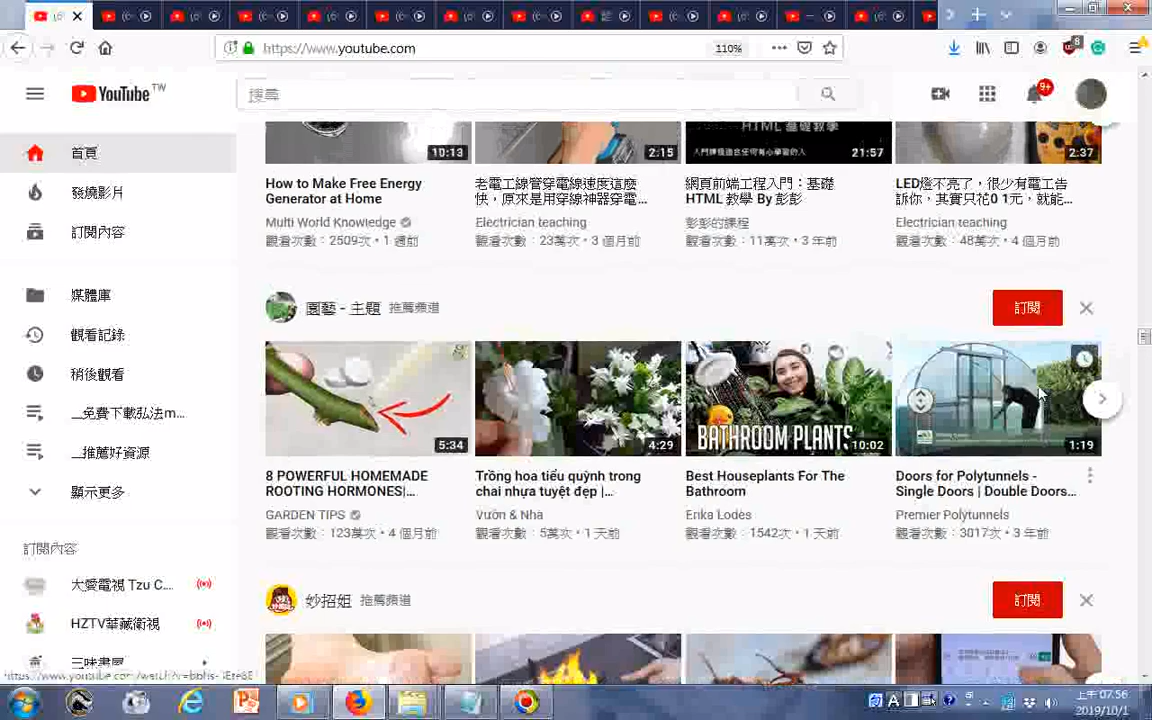 https://www.youtube.com
110%
8
YouTube TW
搜尋
9+
首頁
發燒影片
訂閱內容
媒體庫
觀看記錄
稍後觀看
__免費下載弘法m...
__推薦好資源
顯示更多
訂閱內容
大愛電視 Tzu C...
HZTV華藏衛視
HTML 基礎教學
10:13
2:15
21:57
2:37
How to Make Free Energy
Generator at Home
Multi World Knowledge
觀看次數：2509次 • 1 週前
老電工線管穿電線速度這麼
快，原來是用穿線神器穿電...
Electrician teaching
觀看次數：23萬次 • 3 個月前
網頁前端工程入門：基礎
HTML 教學 By 彭彭
彭彭的課程
觀看次數：11萬次 • 3 年前
LED燈不亮了，很少有電工告
訴你，其實只花0 1元，就能...
Electrician teaching
觀看次數：48萬次 • 4 個月前
園藝 - 主題 推薦頻道
訂閱
5:34
4:29
BATHROOM PLANTS
10:02
1:19
8 POWERFUL HOMEMADE
ROOTING HORMONES|...
GARDEN TIPS
觀看次數：123萬次 • 4 個月前
Trồng hoa tiểu quỳnh trong
chai nhựa tuyệt đẹp |...
Vườn & Nhà
觀看次數：5萬次 • 1 天前
Best Houseplants For The
Bathroom
Erika Lodes
觀看次數：1542次 • 1 天前
Doors for Polytunnels -
Single Doors | Double Doors...
Premier Polytunnels
觀看次數：3017次 • 3 年前
妙招姐 推薦頻道
訂閱
上午 07:56
2019/10/1